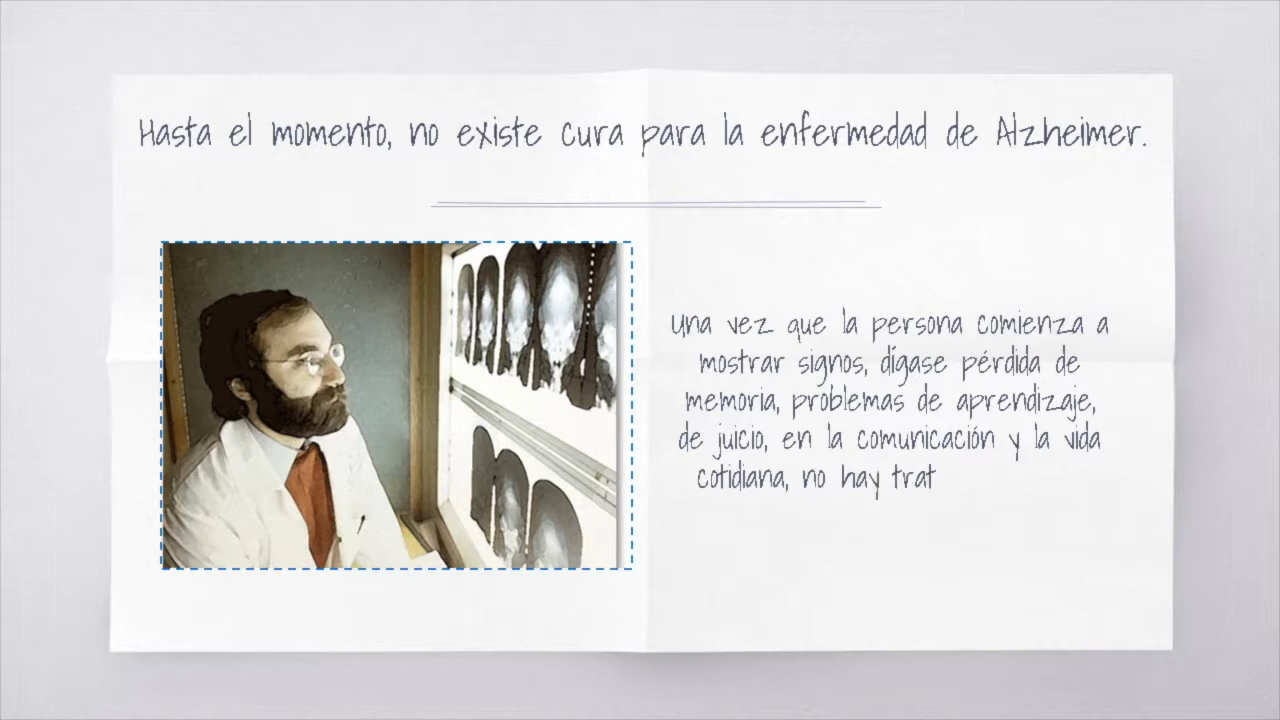 Hasta el momento, no existe cura para la enfermedad de Alzheimer.
Una vez que la persona comienza a
mostrar signos, dígase pérdida de
memoria, problemas de aprendizaje,
de juicio, en la comunicación y la vida
cotidiana, no hay trat